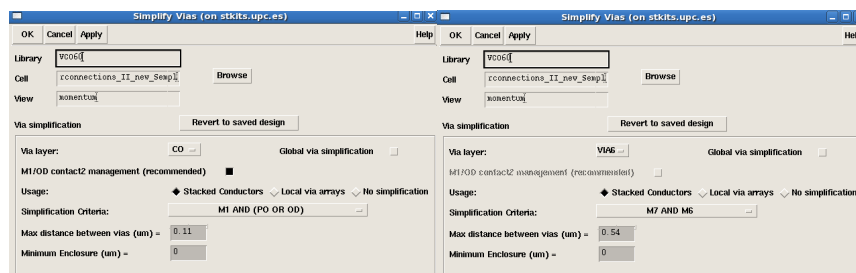 Simplify Vias (on stkits.upc.es)
OK Cancel Apply Help
Library VCO60
Cell rconnections_II_new_Sempl Browse
View momentum
Via simplification Revert to saved design
Via layer: CO Global via simplification
M1/OD contact2 management (recommended)
Usage: Stacked Conductors Local via arrays No simplification
Simplification Criteria: M1 AND (PO OR OD)
Max distance between vias (um) = 0.11
Minimum Enclosure (um) = 0
Simplify Vias (on stkits.upc.es)
OK Cancel Apply Hel
Library VCO60
Cell rconnections_II_new_Sempl Browse
View momentum
Via simplification Revert to saved design
Via layer: VIA6 Global via simplification
M1/OD contact2 management (recommended)
Usage: Stacked Conductors Local via arrays No simplification
Simplification Criteria: M7 AND M6
Max distance between vias (um) = 0.54
Minimum Enclosure (um) = 0